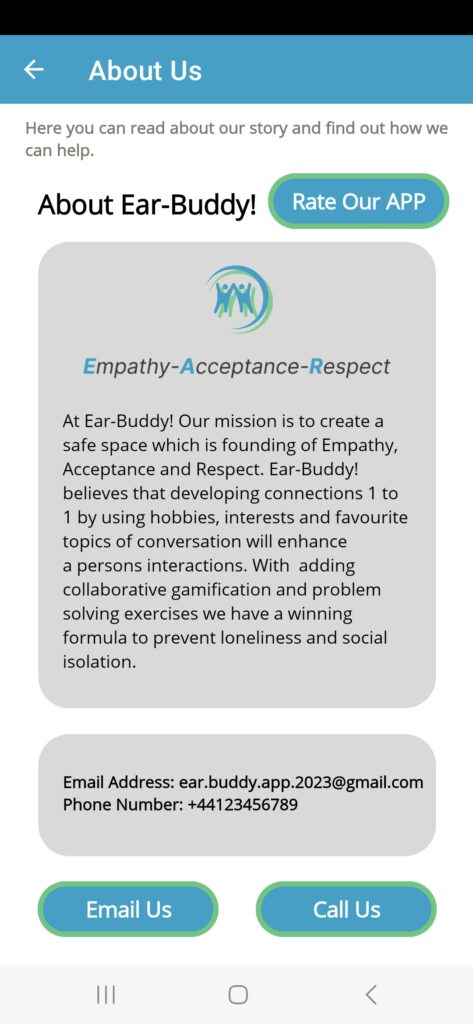 About Us
Here you can read about our story and find out how we
can help.
About Ear-Buddy!
Rate Our APP
Empathy-Acceptance-Respect
At Ear-Buddy! Our mission is to create a
safe space which is founding of Empathy,
Acceptance and Respect. Ear-Buddy!
believes that developing connections 1 to
1 by using hobbies, interests and favourite
topics of conversation will enhance
a persons interactions. With  adding
collaborative gamification and problem
solving exercises we have a winning
formula to prevent loneliness and social
isolation.
Email Address: ear.buddy.app.2023@gmail.com
Phone Number: +44123456789
Email Us
Call Us